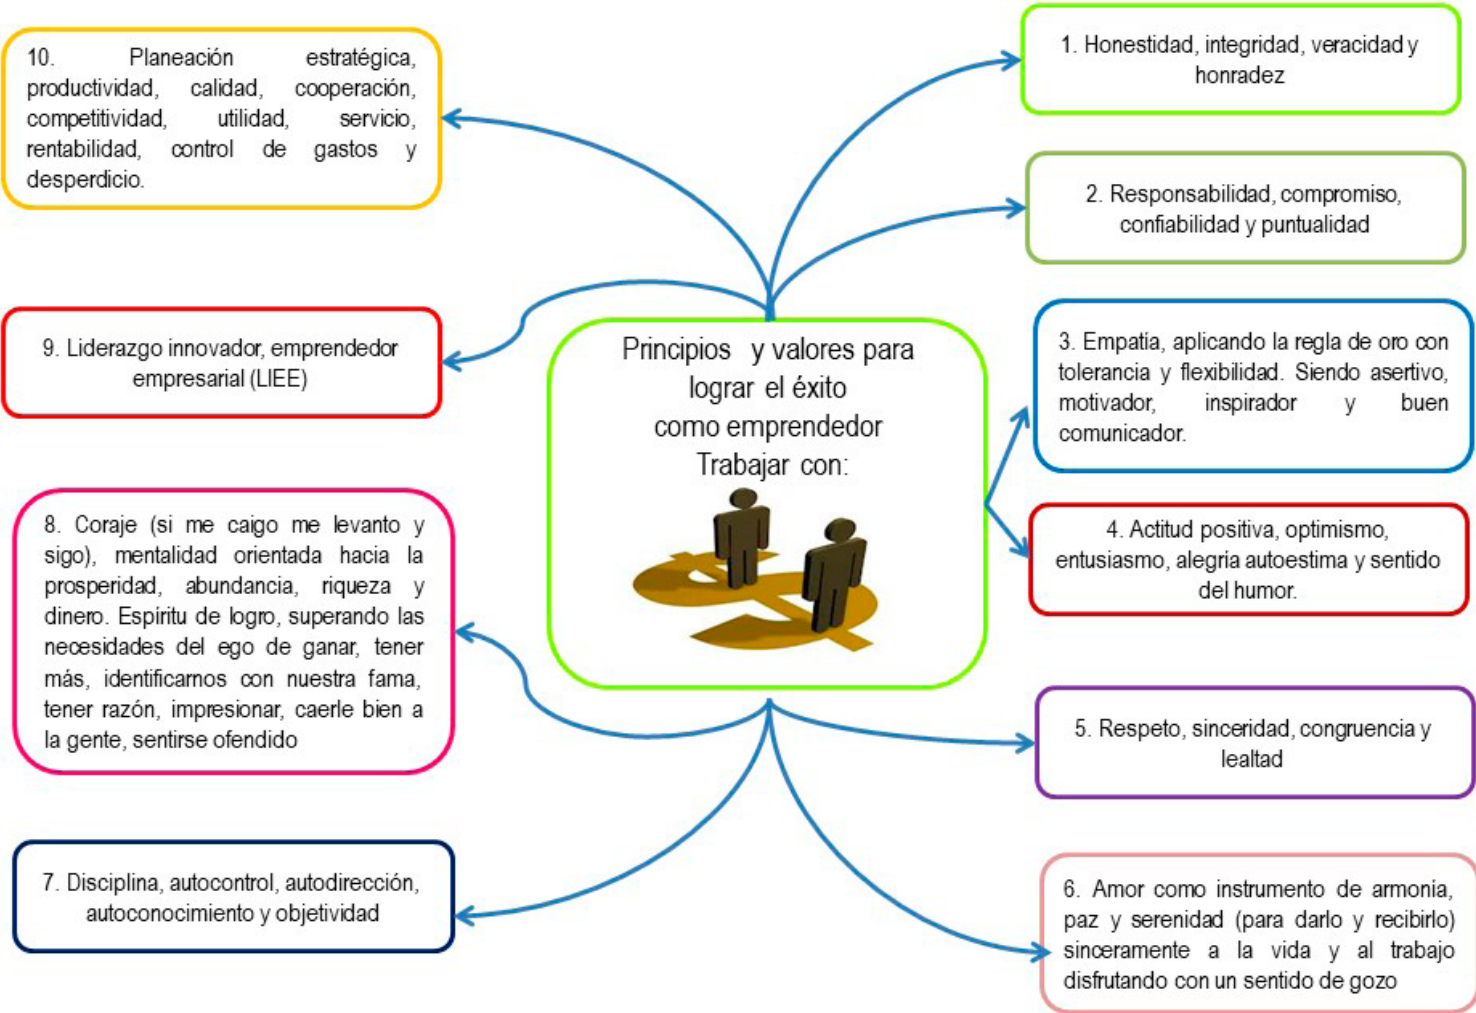 Principios y valores para
lograr el éxito
como emprendedor
Trabajar con:
1. Honestidad, integridad, veracidad y
honradez
2. Responsabilidad, compromiso,
confiabilidad y puntualidad
3. Empatía, aplicando la regla de oro con
tolerancia y flexibilidad. Siendo asertivo,
motivador, inspirador y buen
comunicador.
4. Actitud positiva, optimismo,
entusiasmo, alegria autoestima y sentido
del humor.
5. Respeto, sinceridad, congruencia y
lealtad
6. Amor como instrumento de armonía,
paz y serenidad (para darlo y recibirlo)
sinceramente a la vida y al trabajo
disfrutando con un sentido de gozo
7. Disciplina, autocontrol, autodirección,
autoconocimiento y objetividad
8. Coraje (si me caigo me levanto y
sigo), mentalidad orientada hacia la
prosperidad, abundancia, riqueza y
dinero. Espíritu de logro, superando las
necesidades del ego de ganar, tener
más, identificarnos con nuestra fama,
tener razón, impresionar, caerle bien a
la gente, sentirse ofendido
9. Liderazgo innovador, emprendedor
empresarial (LIEE)
10. Planeación estratégica,
productividad, calidad, cooperación,
competitividad, utilidad, servicio,
rentabilidad, control de gastos y
desperdicio.